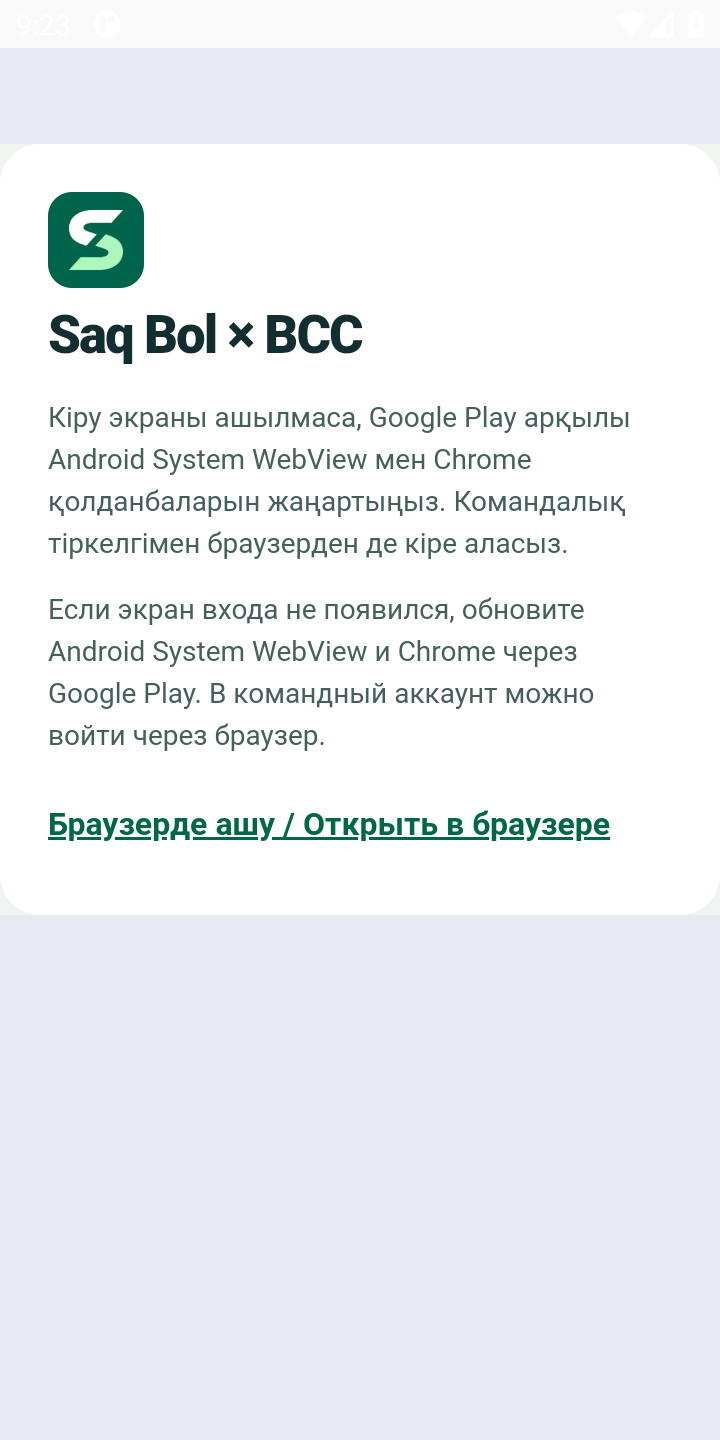 9:23
Saq Bol × BCC
Кіру экраны ашылмаса, Google Play арқылы
Android System WebView мен Chrome
қолданбаларын жаңартыңыз. Командалық
тіркелгімен браузерден де кіре аласыз.
Если экран входа не появился, обновите
Android System WebView и Chrome через
Google Play. В командный аккаунт можно
войти через браузер.
Браузерде ашу / Открыть в браузере